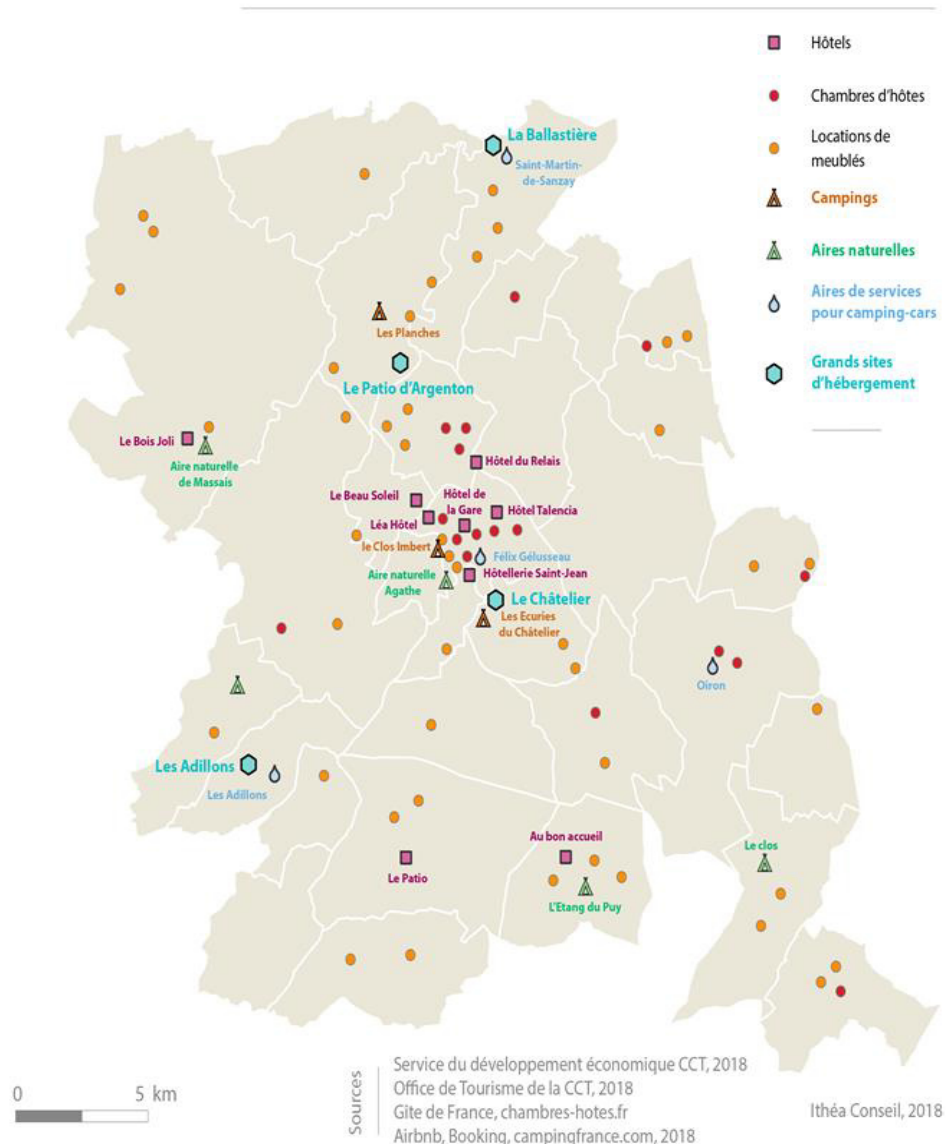 Hôtels
Chambres d'hôtes
Locations de
meublés
Campings
Aires naturelles
Aires de services
pour camping-cars
Grands sites
d'hébergement
La Ballastière
Saint-Martin-
de-Sanzay
Les Planches
Le Patio d'Argenton
Le Bois Joli
Aire naturelle
de Massais
Hôtel du Relais
Le Beau Soleil
Hôtel de
la Gare
Hôtel Talencia
Léa Hôtel
le Clos Imbert
Félix Gélusseau
Aire naturelle
Agathe
Hôtellerie Saint-Jean
Le Châtelier
Les Ecuries
du Châtelier
Oiron
Les Adillons
Les Adillons
Au bon accueil
Le clos
Le Patio
L'Etang du Puy
0 5 km
Sources
Service du développement économique CCT, 2018
Office de Tourisme de la CCT, 2018
Gite de France, chambres-hotes.fr
Airbnb, Booking, campingfrance.com, 2018
Ithéa Conseil, 2018